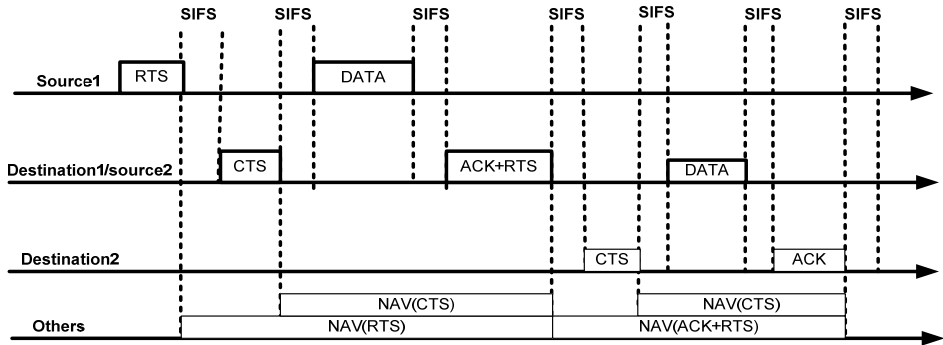 SIFS SIFS SIFS SIFS SIFS SIFS SIFS
Source1 RTS DATA
Destination1/source2 CTS ACK+RTS DATA
Destination2 CTS ACK
NAV(CTS) NAV(CTS)
Others NAV(RTS) NAV(ACK+RTS)